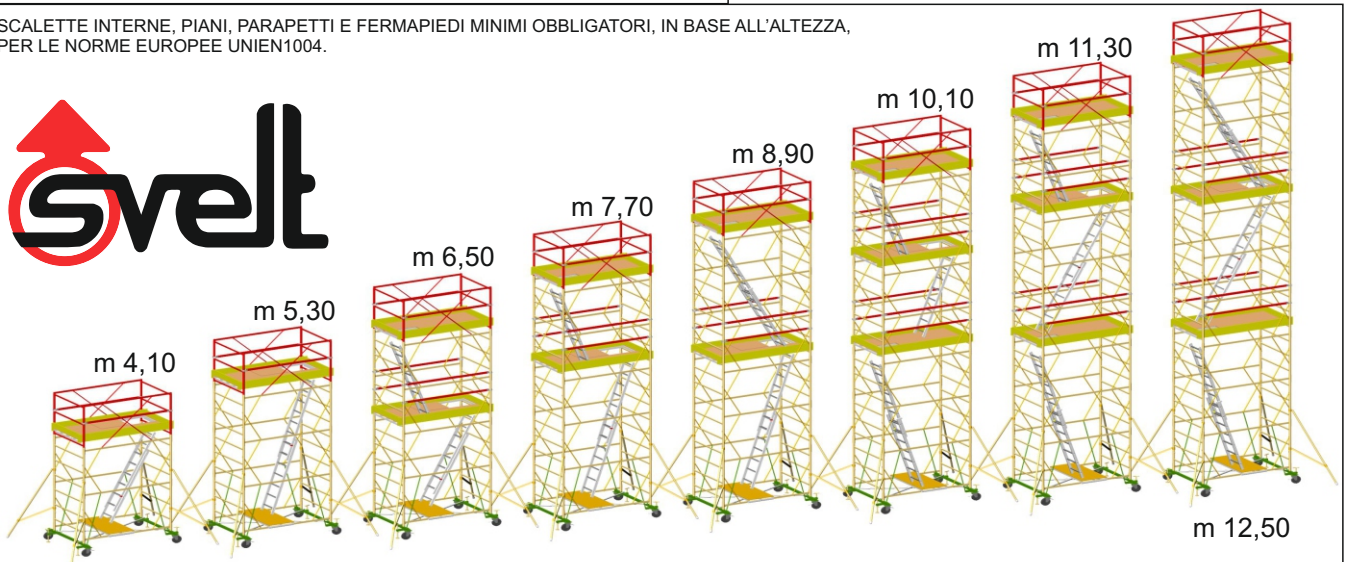 SCALETTE INTERNE, PIANI, PARAPETTI E FERMAPIEDI MINIMI OBBLIGATORI, IN BASE ALL'ALTEZZA,
PER LE NORME EUROPEE UNIEN1004.
svelt
m 4,10
m 5,30
m 6,50
m 7,70
m 8,90
m 10,10
m 11,30
m 12,50